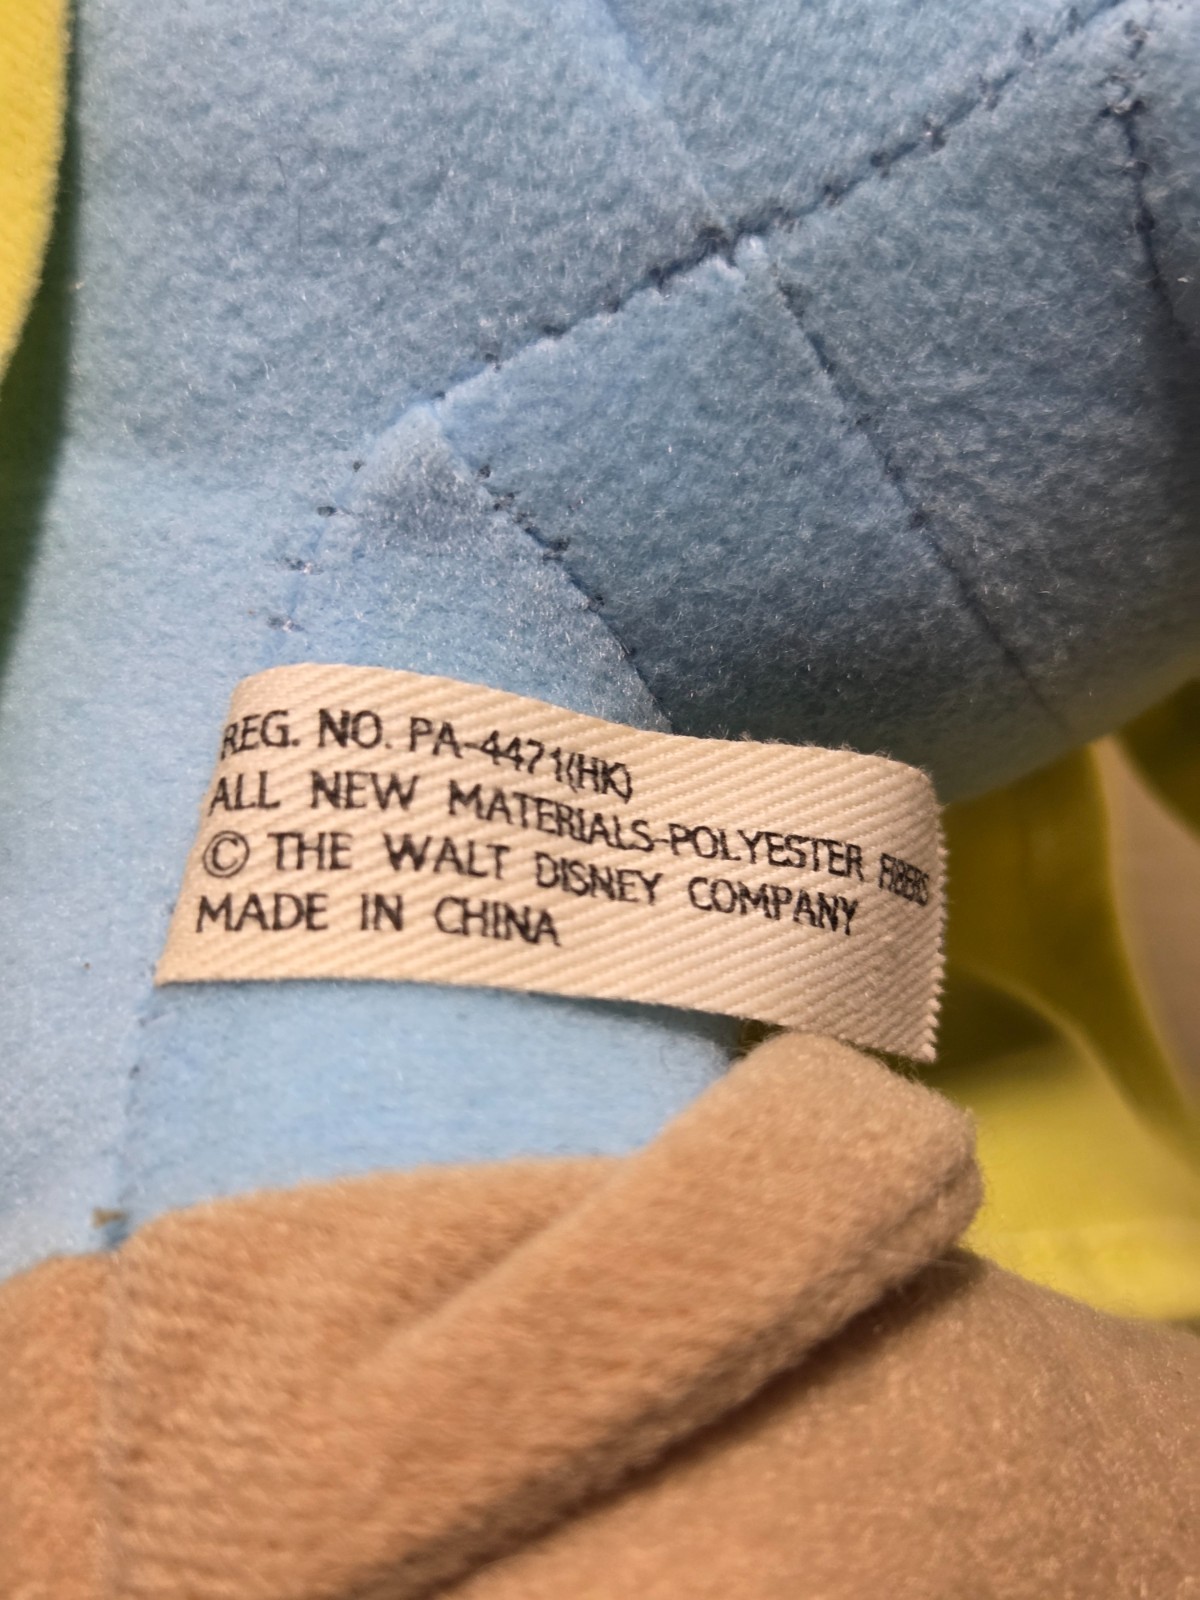 REG. NO. PA-4471(HK)
ALL NEW MATERIALS-POLYESTER FIBERS
© THE WALT DISNEY COMPANY
MADE IN CHINA